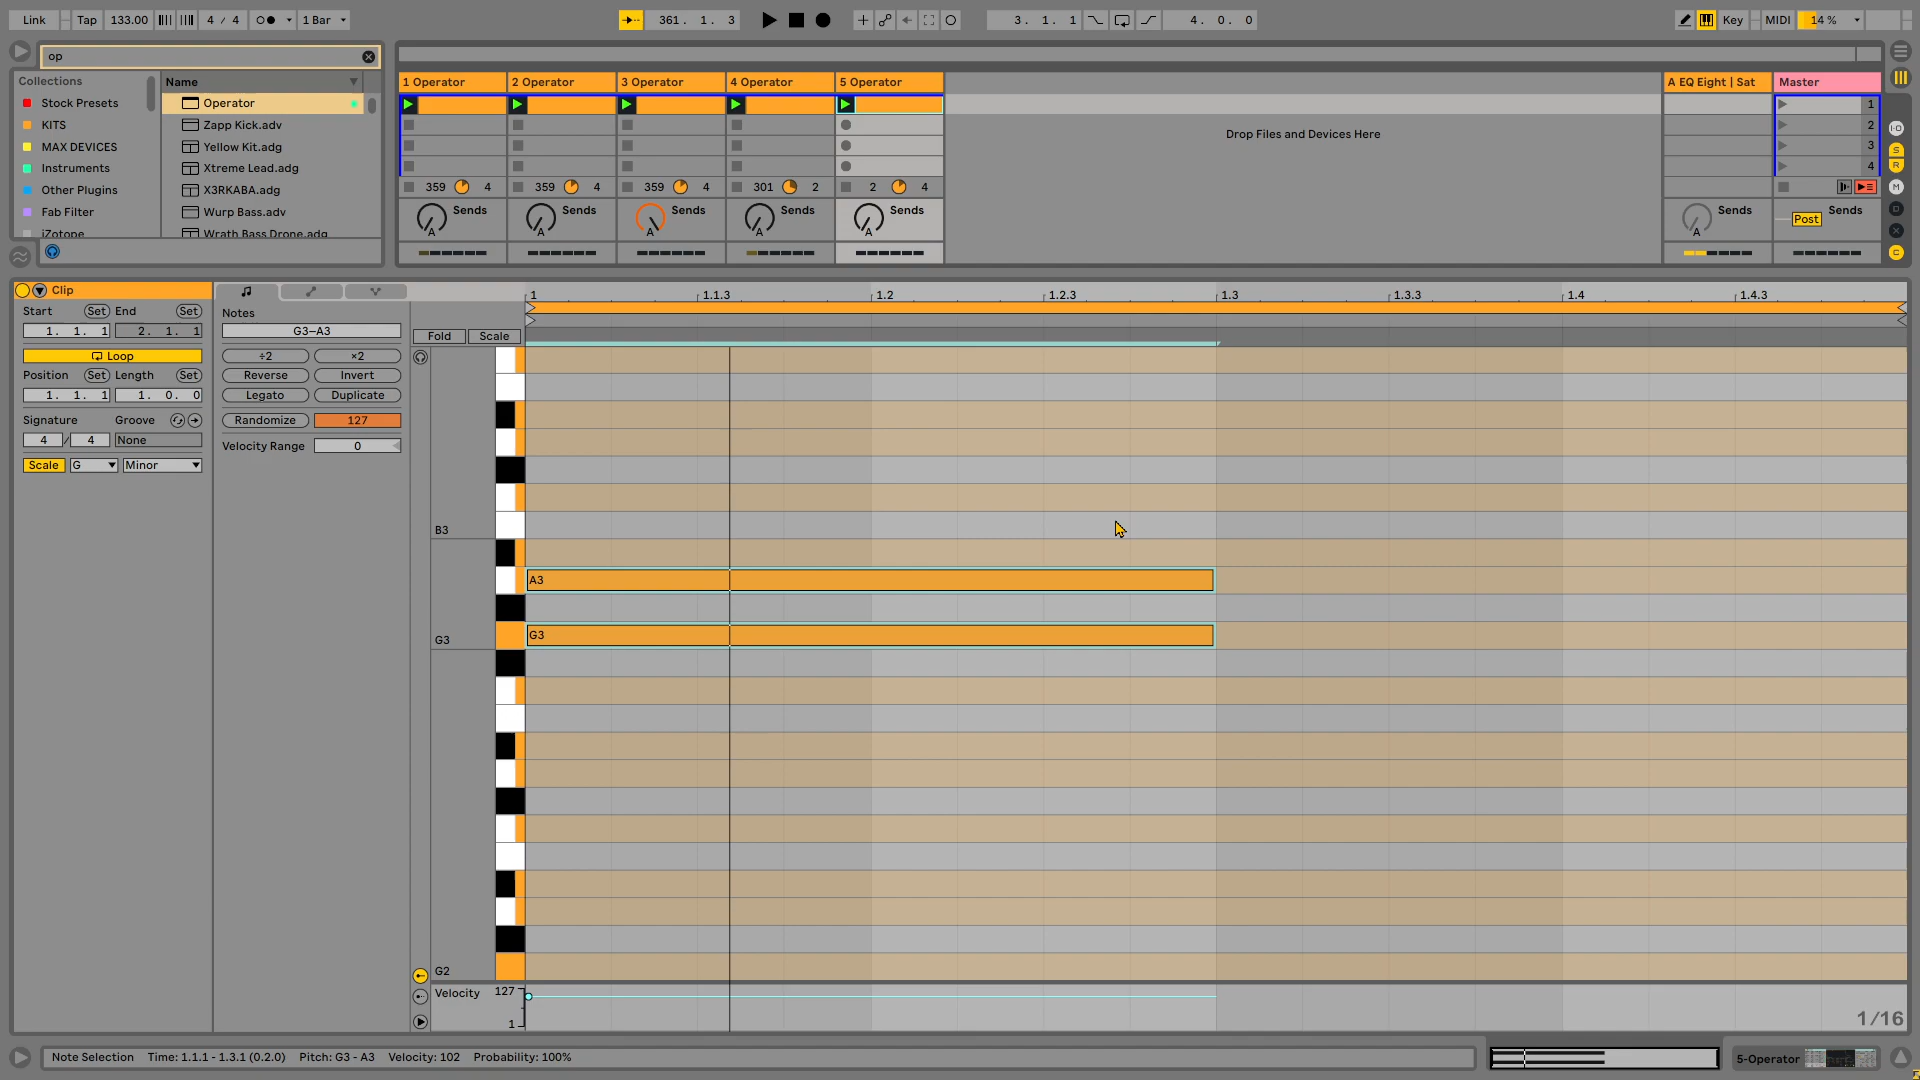 Link Tap 133.00 4 / 4 1 Bar 361. 1. 3 3. 1. 1 4. 0. 0 Key MIDI 14 %
op
Collections Name
Stock Presets Operator
KITS Zapp Kick.adv
MAX DEVICES Yellow Kit.adg
Instruments Xtreme Lead.adg
Other Plugins X3RKABA.adg
Fab Filter Wurp Bass.adv
iZotope Wrath Bass Drone.adg
1 Operator 2 Operator 3 Operator 4 Operator 5 Operator A EQ Eight | Sat Master
1
Drop Files and Devices Here 2
3
4
359 4 359 4 359 4 301 2 2 4
Sends Sends Sends Sends Sends Sends Post Sends
A A A A A A
I·O
S
R
M
D
X
C
Clip
Start Set End Set
1. 1. 1 2. 1. 1
Loop
Position Set Length Set
1. 1. 1 1. 0. 0
Signature Groove
4 / 4 None
Scale G Minor
Notes
G3–A3
÷2 ×2
Reverse Invert
Legato Duplicate
Randomize 127
Velocity Range 0
1 1.1.3 1.2 1.2.3 1.3 1.3.3 1.4 1.4.3
Fold Scale
B3
A3
G3 G3
G2
Velocity 127
1
1/16
Note Selection Time: 1.1.1 - 1.3.1 (0.2.0) Pitch: G3 - A3 Velocity: 102 Probability: 100%
5-Operator